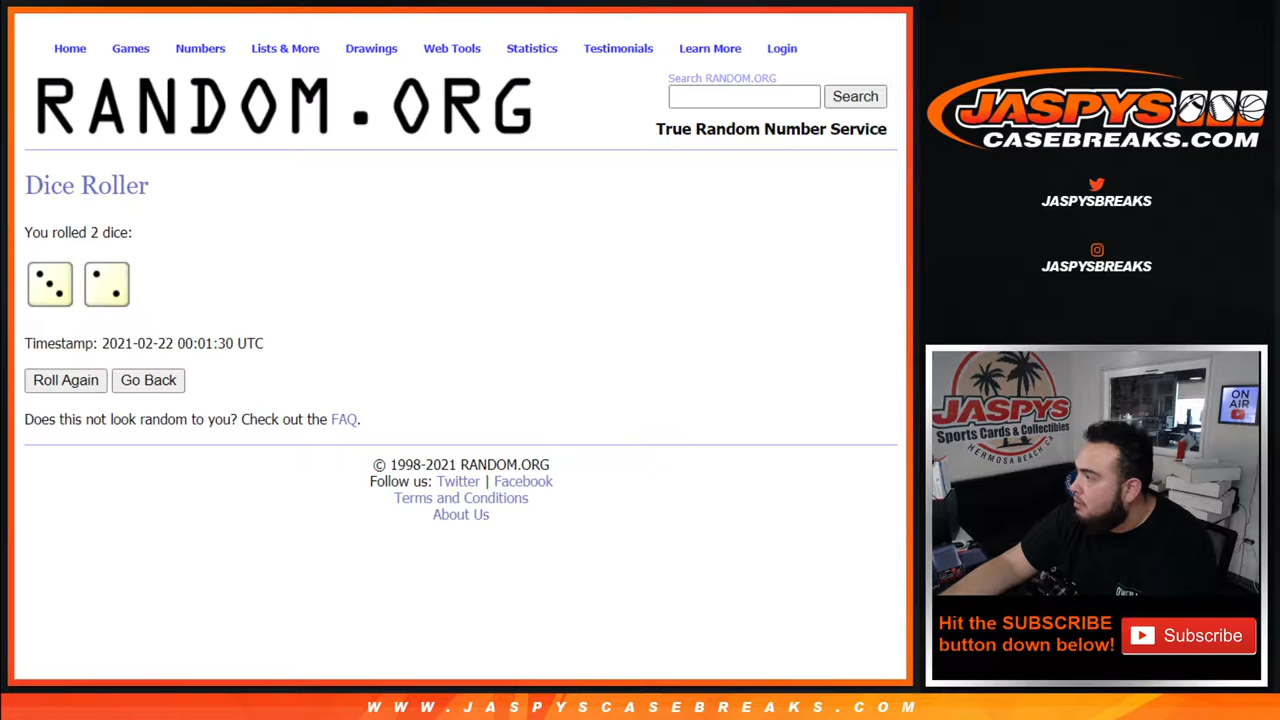 Home Games Numbers Lists & More Drawings Web Tools Statistics Testimonials Learn More Login
RANDOM.ORG
Search RANDOM.ORG
Search
True Random Number Service
Dice Roller
You rolled 2 dice:
Timestamp: 2021-02-22 00:01:30 UTC
Roll Again Go Back
Does this not look random to you? Check out the FAQ.
© 1998-2021 RANDOM.ORG
Follow us: Twitter | Facebook
Terms and Conditions
About Us
JASPYS
CASEBREAKS.COM
JASPYSBREAKS
JASPYSBREAKS
JASPYS
Sports Cards & Collectibles
HERMOSA BEACH CA
ON
AIR
Hit the SUBSCRIBE
button down below!
Subscribe
WWW.JASPYSCASEBREAKS.COM